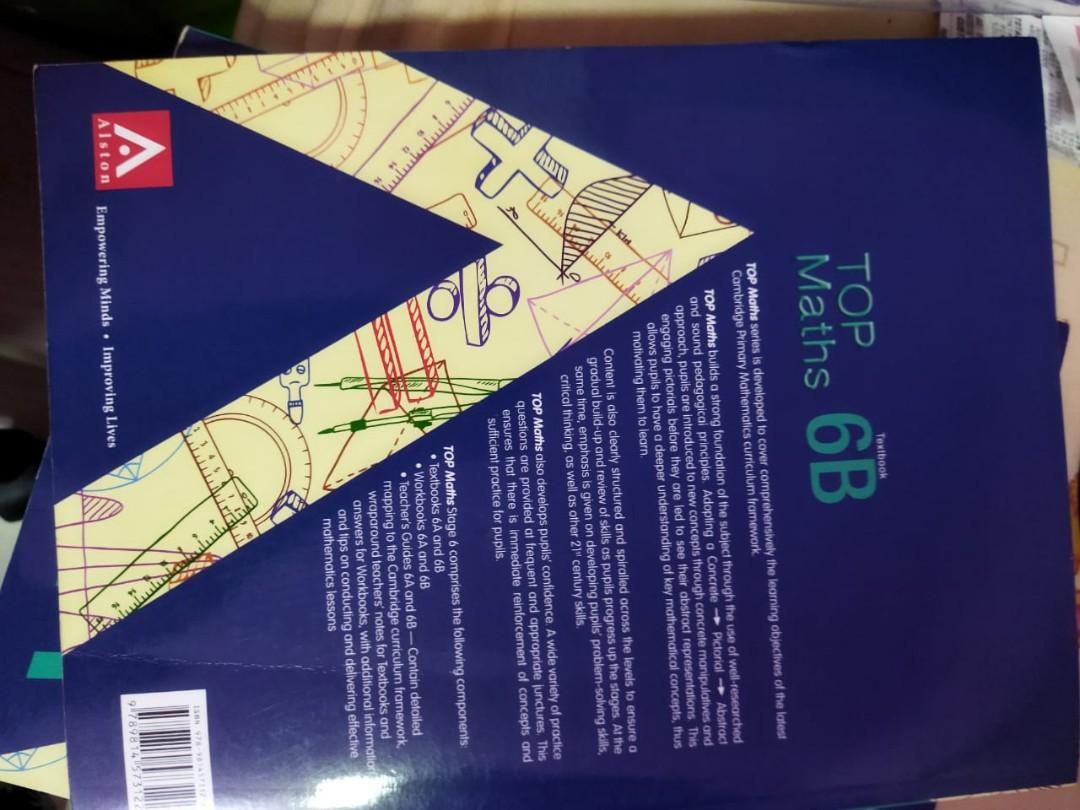 Textbook
TOP
Maths 6B
TOP Maths series is developed to cover comprehensively the learning objectives of the latest
Cambridge Primary Mathematics curriculum framework.
TOP Maths builds a strong foundation of the subject through the use of well-researched
and sound pedagogical principles. Adopting a Concrete → Pictorial → Abstract
approach, pupils are introduced to new concepts through concrete manipulatives and
engaging pictorials before they are led to see their abstract representations. This
allows pupils to have a deeper understanding of key mathematical concepts, thus
motivating them to learn.
Content is also clearly structured and spiralled across the levels to ensure a
gradual build-up and review of skills as pupils progress up the stages. At the
same time, emphasis is given on developing pupils' problem-solving skills,
critical thinking, as well as other 21st century skills.
TOP Maths also develops pupils' confidence. A wide variety of practice
questions are provided at frequent and appropriate junctures. This
ensures that there is immediate reinforcement of concepts and
sufficient practice for pupils.
TOP Maths Stage 6 comprises the following components:
• Textbooks 6A and 6B
• Workbooks 6A and 6B
• Teacher's Guides 6A and 6B — Contain detailed
mapping to the Cambridge curriculum framework,
wraparound teachers' notes for Textbooks and
answers for Workbooks, with additional informatio
and tips on conducting and delivering effective
mathematics lessons
Alston
Empowering Minds • Improving Lives
ISBN 978-981-4573
9 789814 57312